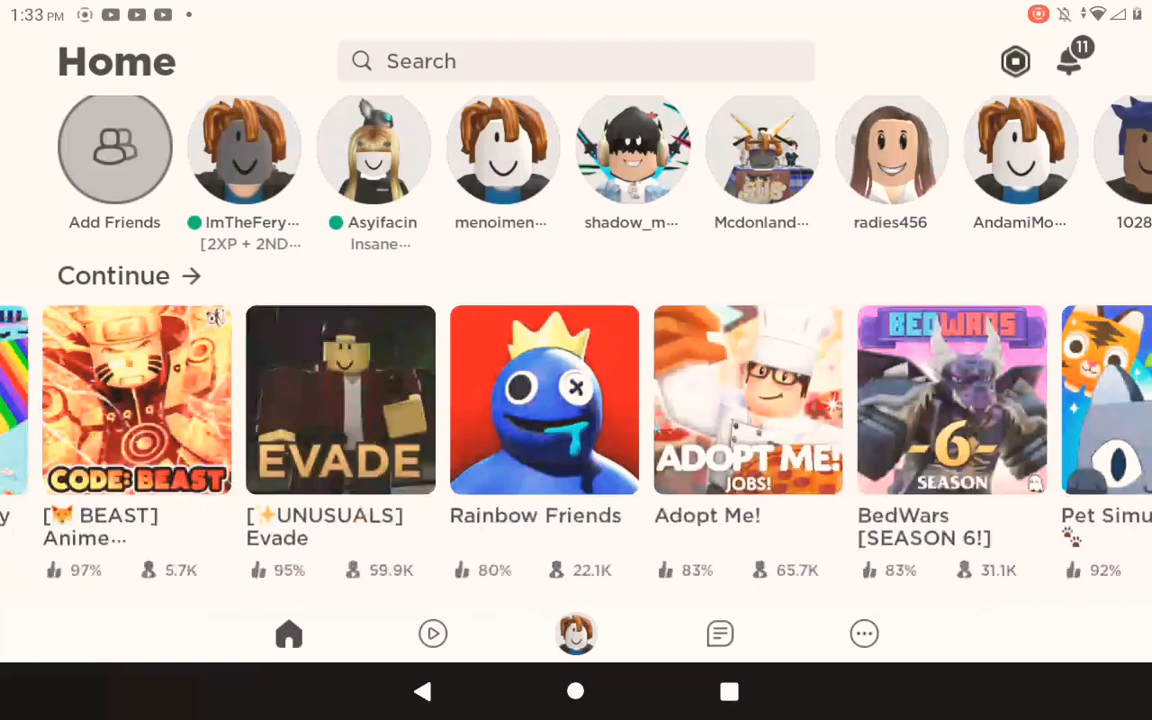 1:33 PM
Home
Search
11
Add Friends
ImTheFery...
[2XP + 2ND...
Asyifacin
Insane...
menoimen...
shadow_m...
Mcdonland...
radies456
AndamiMo...
1028
Continue →
CODE: BEAST
EVADE
ADOPT ME!
JOBS!
BEDWARS
-6-
SEASON
y
[🦊 BEAST]
Anime...
[✨UNUSUALS]
Evade
Rainbow Friends
Adopt Me!
BedWars
[SEASON 6!]
Pet Simu
🐾
97% 5.7K
95% 59.9K
80% 22.1K
83% 65.7K
83% 31.1K
92%